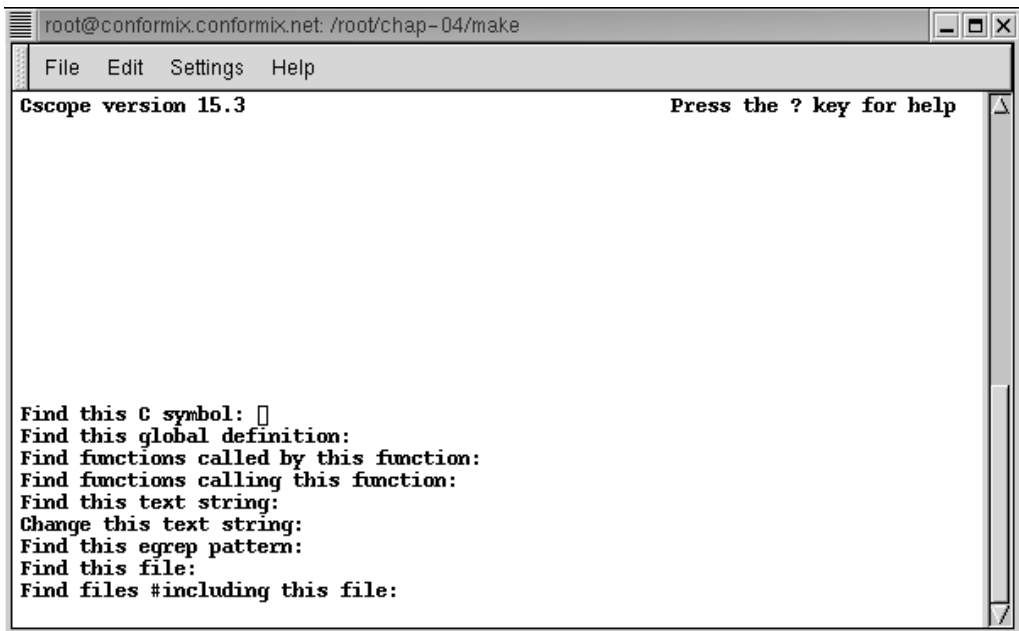 root@conformix.conformix.net: /root/chap-04/make
File Edit Settings Help
Cscope version 15.3 Press the ? key for help
Find this C symbol:
Find this global definition:
Find functions called by this function:
Find functions calling this function:
Find this text string:
Change this text string:
Find this egrep pattern:
Find this file:
Find files #including this file: